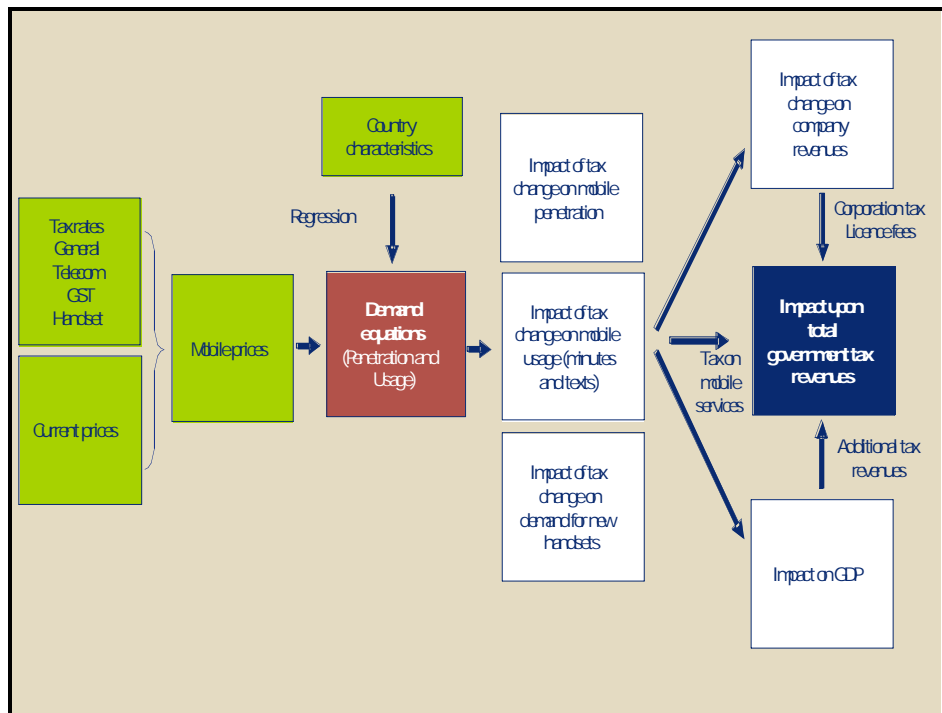 Tax rates
General
Telecom
GST
Handset
Current prices
Mobile prices
Country
characteristics
Regression
Demand
equations
(Penetration and
Usage)
Impact of tax
change on mobile
penetration
Impact of tax
change on mobile
usage (minutes
and texts)
Impact of tax
change on
demand for new
handsets
Impact of tax
change on
company
revenues
Corporation tax
Licence fees
Tax on
mobile
services
Impact upon
total
government tax
revenues
Additional tax
revenues
Impact on GDP